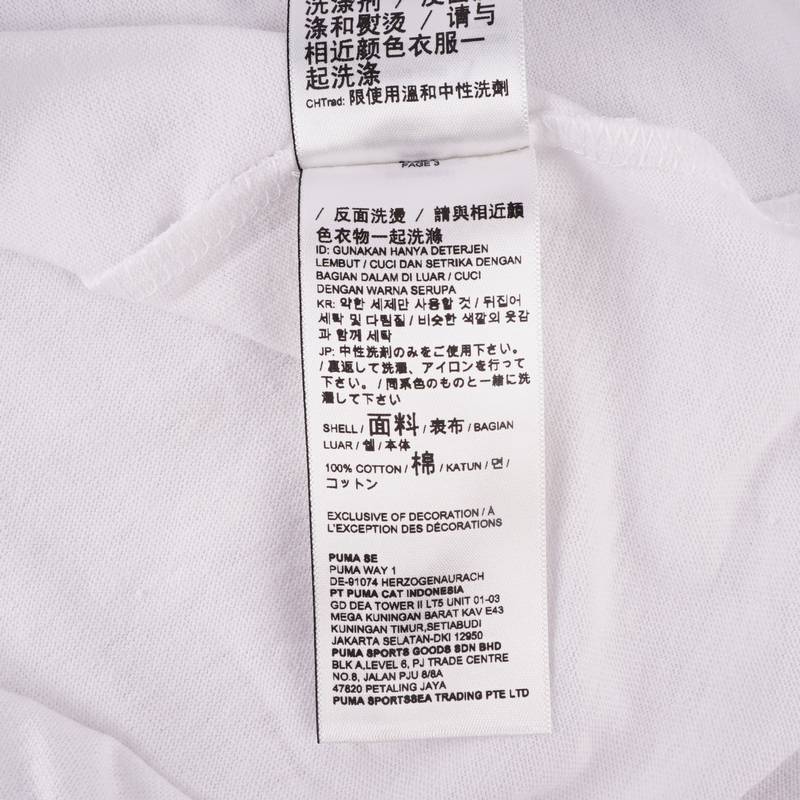 洗涤剂 / 反面洗
涤和熨烫 / 请与
相近颜色衣服一
起洗涤
CHTrad: 限使用溫和中性洗劑
PAGE 3
/ 反面洗燙 / 請與相近顏
色衣物一起洗滌
ID: GUNAKAN HANYA DETERJEN
LEMBUT / CUCI DAN SETRIKA DENGAN
BAGIAN DALAM DI LUAR / CUCI
DENGAN WARNA SERUPA
KR: 약한 세제만 사용할 것 / 뒤집어
세탁 및 다림질 / 비슷한 색깔의 옷감
과 함께 세탁
JP: 中性洗剤のみをご使用下さい。
/ 裏返して洗濯、アイロンを行って
下さい。/ 同系色のものと一緒に洗
濯して下さい
SHELL / 面料 / 表布 / BAGIAN
LUAR / 쉘 / 本体
100% COTTON / 棉 / KATUN / 면 /
コットン
EXCLUSIVE OF DECORATION / À
L'EXCEPTION DES DÉCORATIONS
PUMA SE
PUMA WAY 1
DE-91074 HERZOGENAURACH
PT PUMA CAT INDONESIA
GD DEA TOWER II LT5 UNIT 01-03
MEGA KUNINGAN BARAT KAV E43
KUNINGAN TIMUR,SETIABUDI
JAKARTA SELATAN-DKI 12950
PUMA SPORTS GOODS SDN BHD
BLK A,LEVEL 6, PJ TRADE CENTRE
NO.8, JALAN PJU 8/8A
47820 PETALING JAYA
PUMA SPORTSSEA TRADING PTE LTD